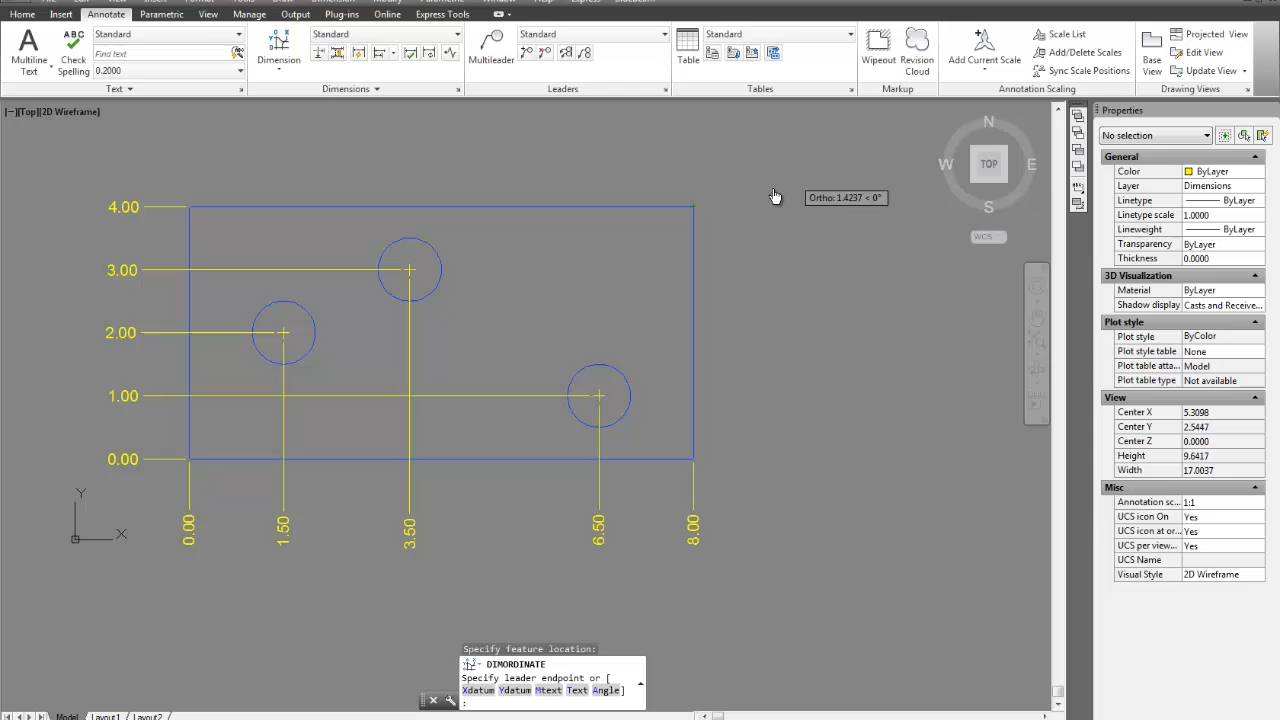 Home Insert Annotate Parametric View Manage Output Plug-ins Online Express Tools
A ABC Standard Standard Standard Standard Scale List Projected View
Find text Add/Delete Scales Edit View
Multiline Text Check Spelling 0.2000 Dimension Multileader Table Wipeout Revision Cloud Add Current Scale Sync Scale Positions Base View Update View
Text Dimensions Leaders Tables Markup Annotation Scaling Drawing Views
[−][Top][2D Wireframe]
Properties
N
No selection
General
W TOP E
Color ByLayer
Layer Dimensions
Linetype ByLayer
S
Linetype scale 1.0000
Lineweight ByLayer
WCS
Transparency ByLayer
Thickness 0.0000
3D Visualization
Material ByLayer
Shadow display Casts and Receive...
Plot style
Plot style ByColor
Plot style table None
Plot table atta... Model
Plot table type Not available
View
Center X 5.3098
Center Y 2.5447
Center Z 0.0000
Height 9.6417
Width 17.0037
Misc
Annotation sc... 1:1
UCS icon On Yes
UCS icon at or... Yes
UCS per view... Yes
UCS Name
Visual Style 2D Wireframe
Ortho: 1.4237 < 0°
4.00
3.00
2.00
1.00
0.00
Y
X
0.00 1.50 3.50 6.50 8.00
Specify feature location:
DIMORDINATE
Specify leader endpoint or [
Xdatum Ydatum Mtext Text Angle]
:
Model Layout1 Layout2